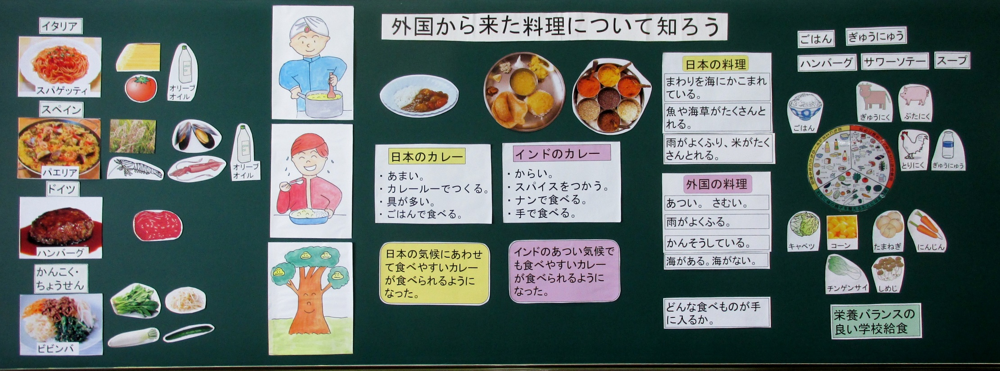 外国から来た料理について知ろう
イタリア
スパゲッティ
オリーブ
オイル
スペイン
パエリア
オリーブ
オイル
ドイツ
ハンバーグ
かんこく・
ちょうせん
ビビンバ
日本のカレー
・あまい。
・カレールーでつくる。
・具が多い。
・ごはんで食べる。
インドのカレー
・からい。
・スパイスをつかう。
・ナンで食べる。
・手で食べる。
日本の気候にあわせ
て食べやすいカレー
が食べられるように
なった。
インドのあつい気候で
も食べやすいカレー
が食べられるように
なった。
日本の料理
まわりを海にかこまれ
ている。
魚や海草がたくさんと
れる。
雨がよくふり、米がたく
さんとれる。
外国の料理
あつい。 さむい。
雨がよくふる。
かんそうしている。
海がある。海がない。
どんな食べものが手
に入るか。
ごはん
ぎゅうにゅう
ハンバーグ
サワーソテー
スープ
ごはん
ぎゅうにく
ぶたにく
とりにく
ぎゅうにゅう
キャベツ
コーン
たまねぎ
にんじん
チンゲンサイ
しめじ
栄養バランスの
良い学校給食